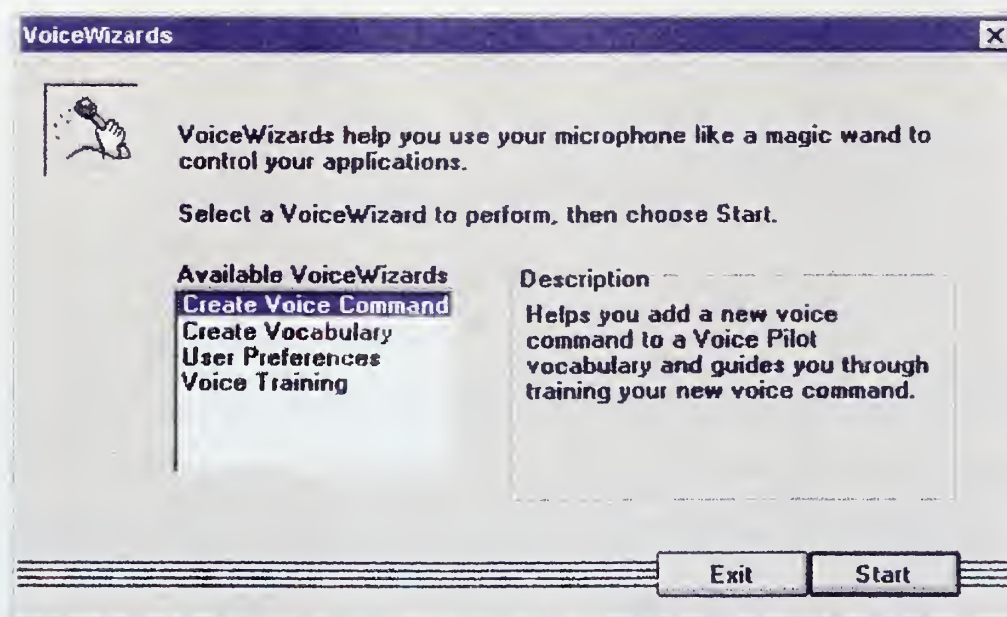 VoiceWizards
VoiceWizards help you use your microphone like a magic wand to
control your applications.
Select a VoiceWizard to perform, then choose Start.
Available VoiceWizards
Create Voice Command
Create Vocabulary
User Preferences
Voice Training
Description
Helps you add a new voice
command to a Voice Pilot
vocabulary and guides you through
training your new voice command.
Exit
Start